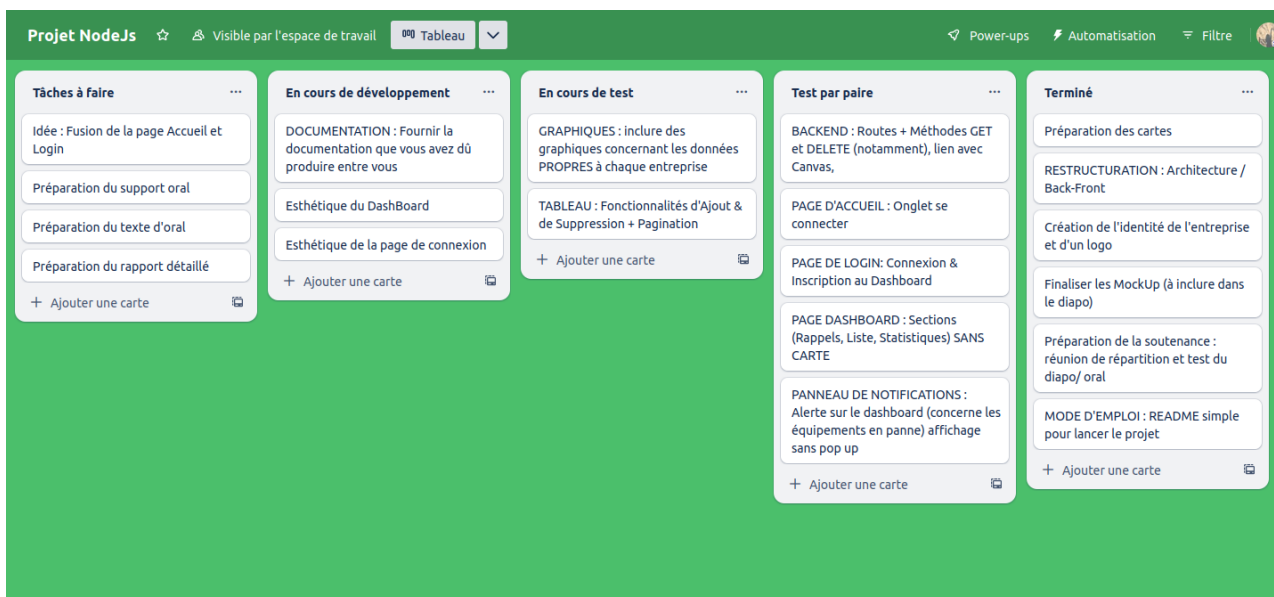 Projet NodeJs
Visible par l'espace de travail
Tableau
Power-ups
Automatisation
Filtre
Tâches à faire
Idée : Fusion de la page Accueil et
Login
Préparation du support oral
Préparation du texte d'oral
Préparation du rapport détaillé
+ Ajouter une carte
En cours de développement
DOCUMENTATION : Fournir la
documentation que vous avez dû
produire entre vous
Esthétique du DashBoard
Esthétique de la page de connexion
+ Ajouter une carte
En cours de test
GRAPHIQUES : inclure des
graphiques concernant les données
PROPRES à chaque entreprise
TABLEAU : Fonctionnalités d'Ajout &
de Suppression + Pagination
+ Ajouter une carte
Test par paire
BACKEND : Routes + Méthodes GET
et DELETE (notamment), lien avec
Canvas,
PAGE D'ACCUEIL : Onglet se
connecter
PAGE DE LOGIN: Connexion &
Inscription au Dashboard
PAGE DASHBOARD : Sections
(Rappels, Liste, Statistiques) SANS
CARTE
PANNEAU DE NOTIFICATIONS :
Alerte sur le dashboard (concerne les
équipements en panne) affichage
sans pop up
+ Ajouter une carte
Terminé
Préparation des cartes
RESTRUCTURATION : Architecture /
Back-Front
Création de l'identité de l'entreprise
et d'un logo
Finaliser les MockUp (à inclure dans
le diapo)
Préparation de la soutenance :
réunion de répartition et test du
diapo/ oral
MODE D'EMPLOI : README simple
pour lancer le projet
+ Ajouter une carte